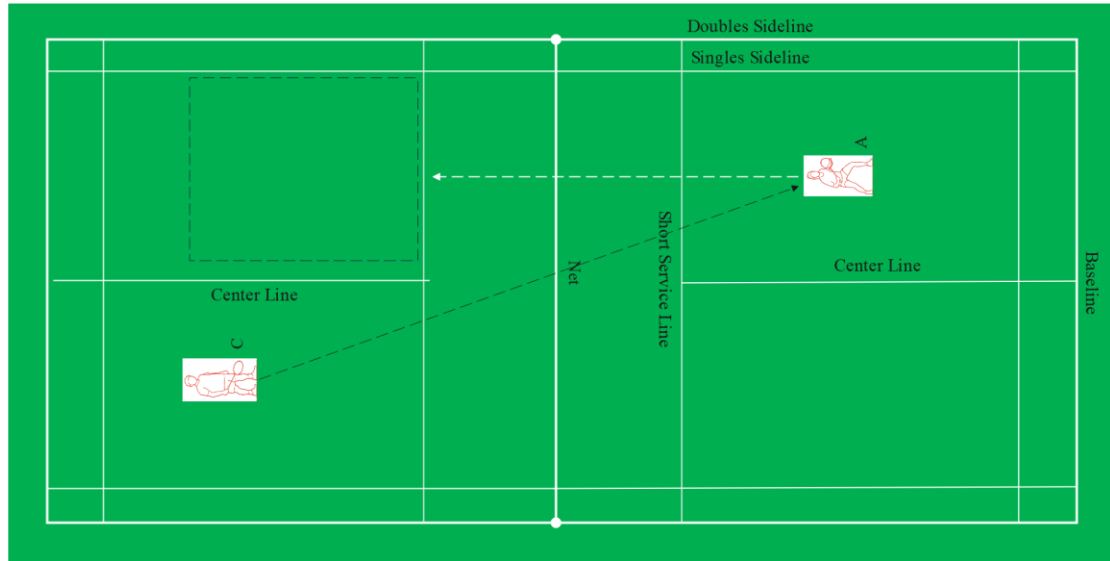 Doubles Sideline
Singles Sideline
A
Short Service Line
Net
Center Line
Baseline
Center Line
C